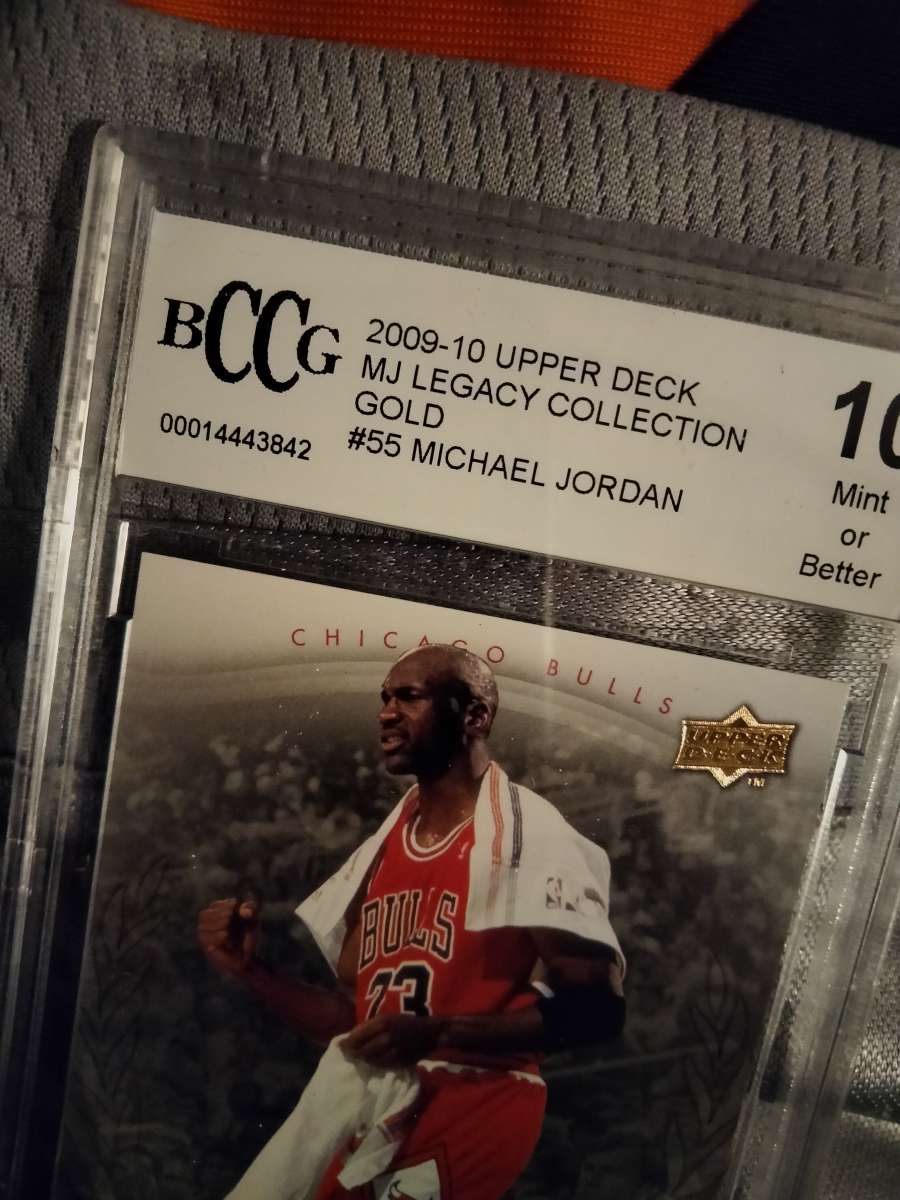 BCCG
00014443842
2009-10 UPPER DECK
MJ LEGACY COLLECTION
GOLD
#55 MICHAEL JORDAN
10
Mint
or
Better
CHICAGO BULLS
UPPER
DECK
TM
BULLS
23